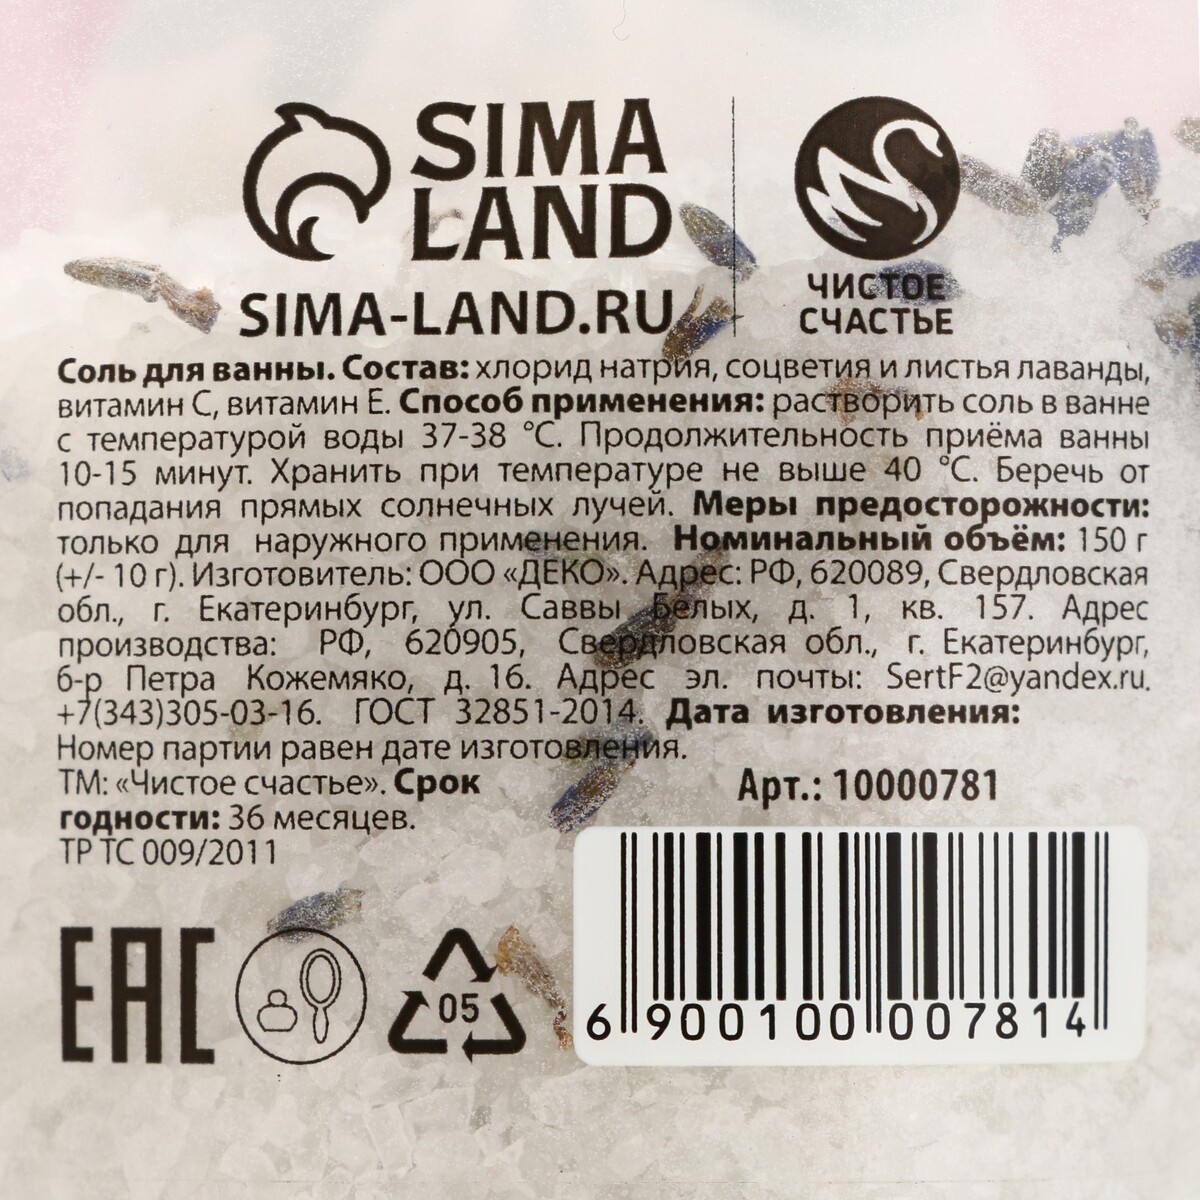 SIMA
LAND
SIMA-LAND.RU
ЧИСТОЕ
СЧАСТЬЕ
Соль для ванны. Состав: хлорид натрия, соцветия и листья лаванды,
витамин С, витамин Е. Способ применения: растворить соль в ванне
с температурой воды 37-38 °С. Продолжительность приёма ванны
10-15 минут. Хранить при температуре не выше 40 °С. Беречь от
попадания прямых солнечных лучей. Меры предосторожности:
только для наружного применения. Номинальный объём: 150 г
(+/- 10 г). Изготовитель: ООО «ДЕКО». Адрес: РФ, 620089, Свердловская
обл., г. Екатеринбург, ул. Саввы Белых, д. 1, кв. 157. Адрес
производства: РФ, 620905, Свердловская обл., г. Екатеринбург,
б-р Петра Кожемяко, д. 16. Адрес эл. почты: SertF2@yandex.ru.
+7(343)305-03-16. ГОСТ 32851-2014. Дата изготовления:
Номер партии равен дате изготовления.
ТМ: «Чистое счастье». Срок
годности: 36 месяцев.
ТР ТС 009/2011
Арт.: 10000781
EAC
05
6 900100 007814